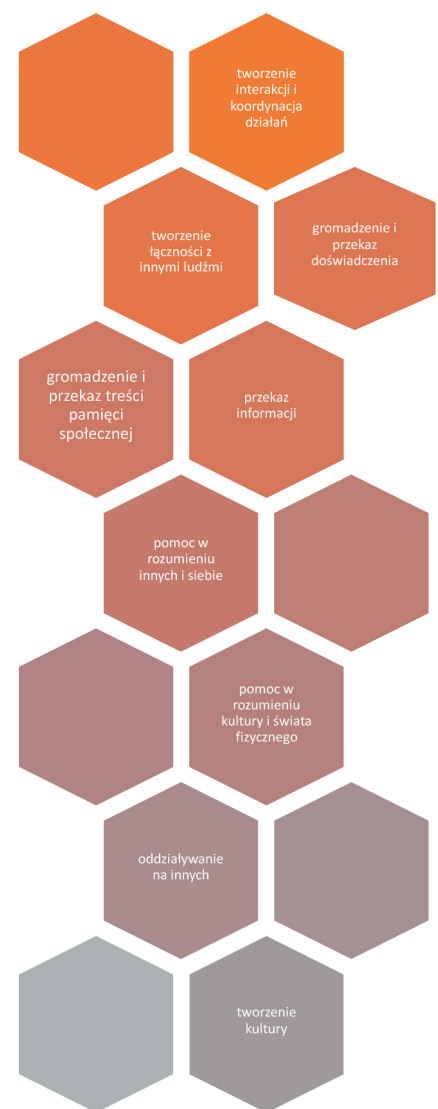 tworzenie
interakcji i
koordynacja
działań
tworzenie
łączności z
innymi ludźmi
gromadzenie i
przekaz
doświadczenia
gromadzenie i
przekaz treści
pamięci
społecznej
przekaz
informacji
pomoc w
rozumieniu
innych i siebie
pomoc w
rozumieniu
kultury i świata
fizycznego
oddziaływanie
na innych
tworzenie
kultury